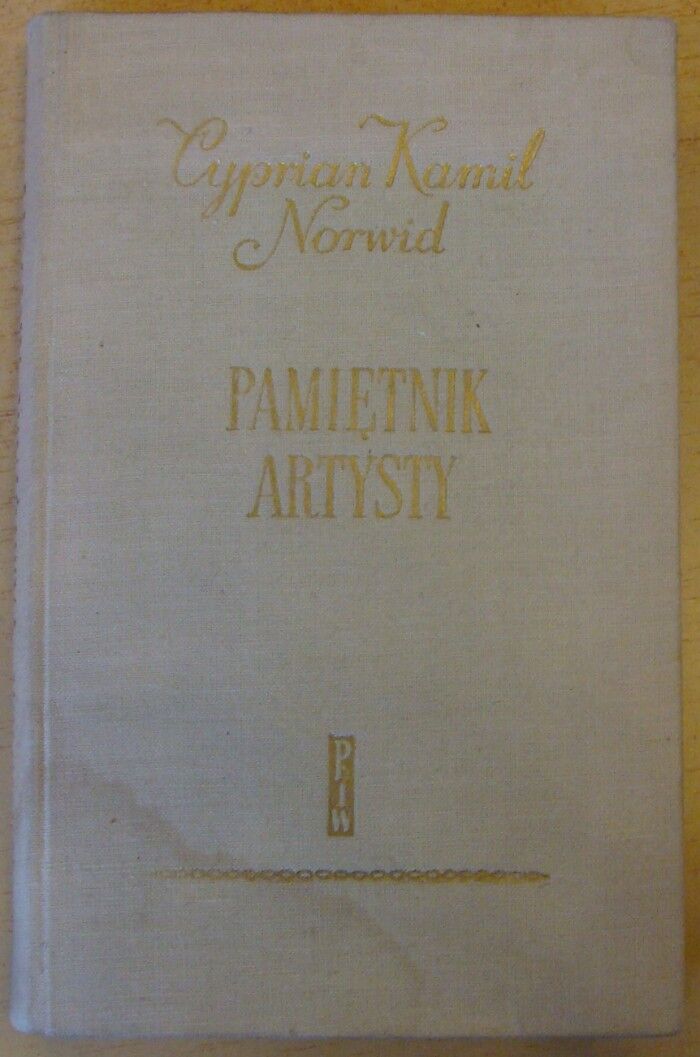 Cyprian Kamil
Norwid
PAMIĘTNIK
ARTYSTY
PIW